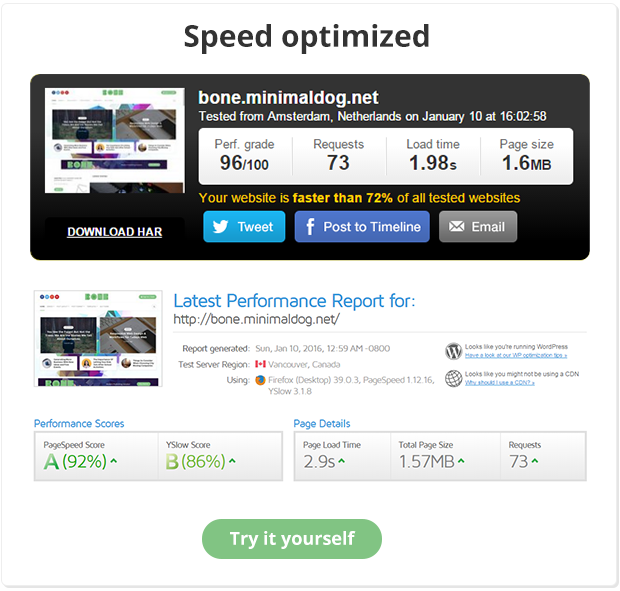 Speed optimized
bone.minimaldog.net
Tested from Amsterdam, Netherlands on January 10 at 16:02:58
Perf. grade Requests Load time Page size
96/100 73 1.98s 1.6MB
Your website is faster than 72% of all tested websites
DOWNLOAD HAR
Tweet Post to Timeline Email
BONE
Latest Performance Report for:
http://bone.minimaldog.net/
Report generated: Sun, Jan 10, 2016, 12:59 AM -0800
Test Server Region: Vancouver, Canada
Using: Firefox (Desktop) 39.0.3, PageSpeed 1.12.16,
YSlow 3.1.8
Looks like you're running WordPress
Have a look at our WP optimization tips »
Looks like you might not be using a CDN
Why should I use a CDN? »
Performance Scores
PageSpeed Score YSlow Score
A (92%) B (86%)
Page Details
Page Load Time Total Page Size Requests
2.9s 1.57MB 73
Try it yourself